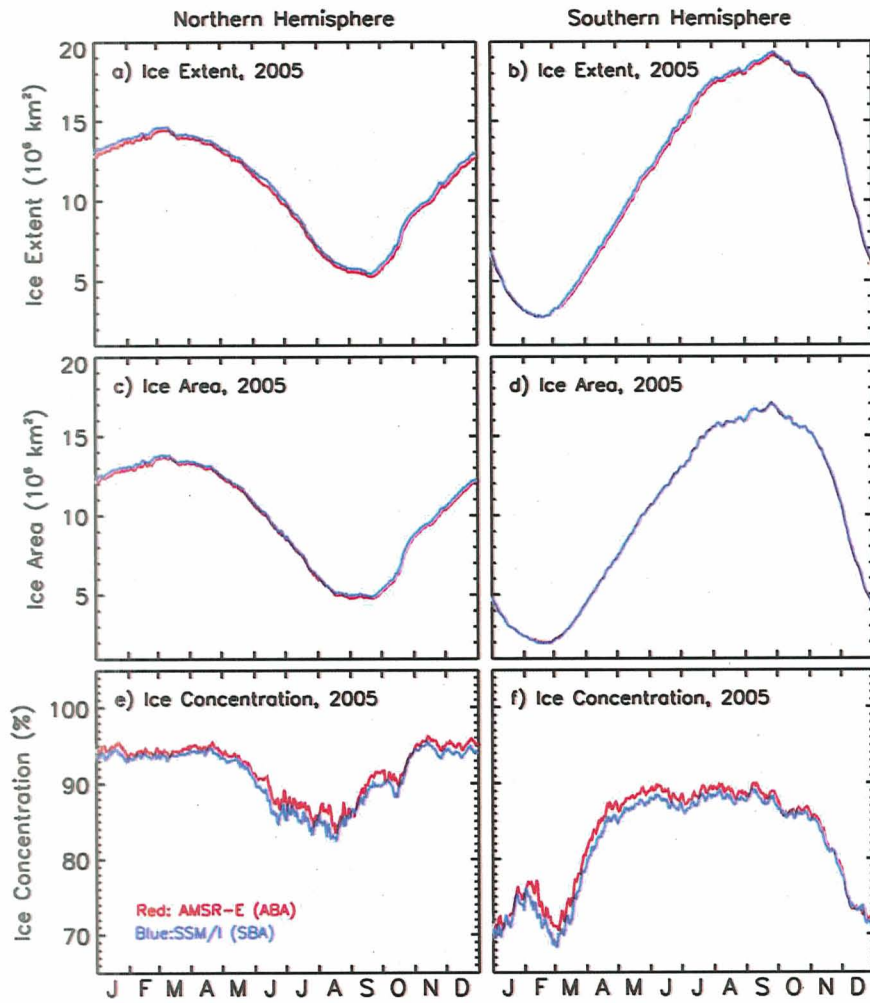 Northern Hemisphere
Southern Hemisphere
a) Ice Extent, 2005
b) Ice Extent, 2005
Ice Extent (10⁶ km²)
20
15
10
5
c) Ice Area, 2005
d) Ice Area, 2005
Ice Area (10⁶ km²)
20
15
10
5
e) Ice Concentration, 2005
f) Ice Concentration, 2005
Ice Concentration (%)
100
90
80
70
Red: AMSR-E (ABA)
Blue:SSM/I (SBA)
J F M A M J J A S O N D
J F M A M J J A S O N D